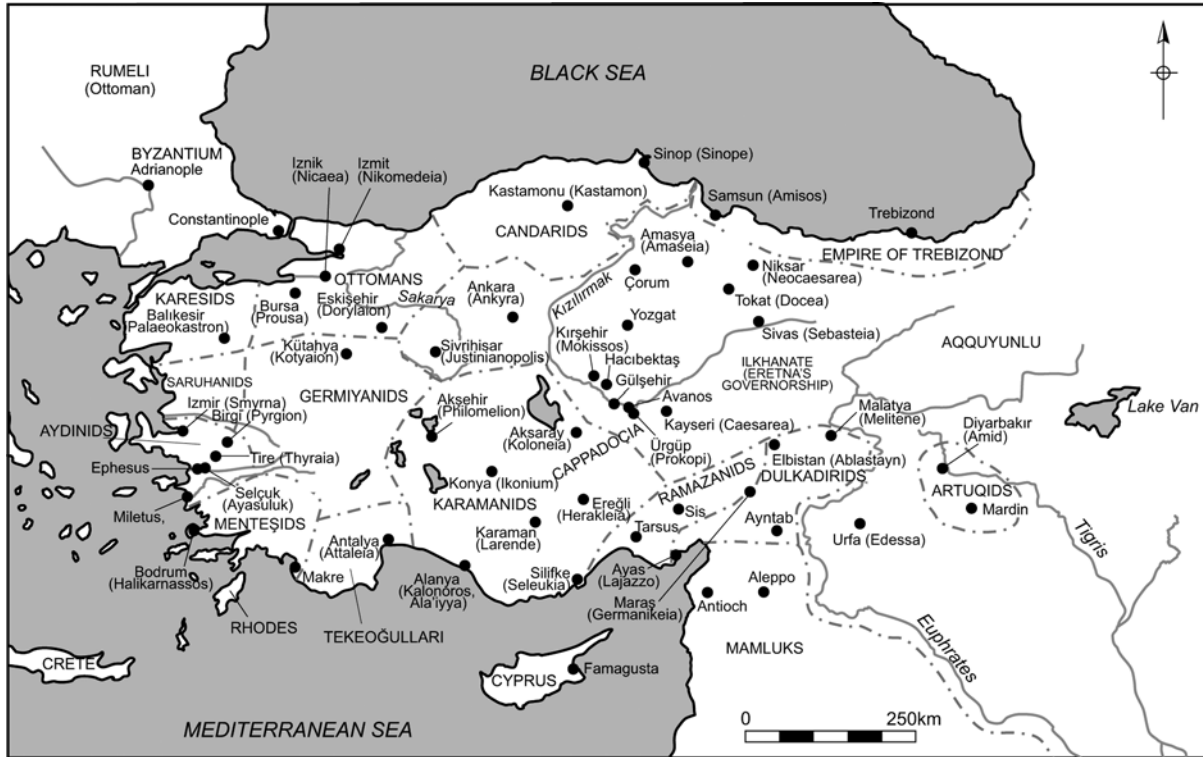 RUMELI
(Ottoman)
BLACK SEA
BYZANTIUM
Adrianople
Iznik
(Nicaea)
Izmit
(Nikomedeia)
Constantinople
Sinop (Sinope)
Kastamonu (Kastamon)
Samsun (Amisos)
Trebizond
CANDARIDS
Amasya
(Amaseia)
EMPIRE OF TREBIZOND
Niksar
(Neocaesarea)
Çorum
Tokat (Docea)
OTTOMANS
Sakarya
Ankara
(Ankyra)
Kızılırmak
KARESIDS
Balıkesir
(Palaeokastron)
Bursa
(Prousa)
Eskişehir
(Dorylaion)
Yozgat
Sivas (Sebasteia)
Kütahya
(Kotyaion)
Sivrihisar
(Justinianopolis)
Kırşehir
(Mokissos)
Hacıbektaş
Gülşehir
ILKHANATE
(ERETNA'S
GOVERNORSHIP)
AQQUYUNLU
SARUHANIDS
Izmir (Smyrna)
Birgi (Pyrgion)
GERMIYANIDS
Akşehir
(Philomelion)
Avanos
Kayseri (Caesarea)
Malatya
(Melitene)
Lake Van
Diyarbakır
(Amid)
AYDINIDS
Aksaray
(Koloneia)
CAPPADOÇIA
Ürgüp
(Prokopi)
Elbistan (Ablastayn)
Ephesus
Tire (Thyraia)
Selçuk
(Ayasuluk)
Konya (Ikonium)
RAMAZANIDS
DULKADIRIDS
ARTUQIDS
Mardin
Miletus,
MENTEŞIDS
KARAMANIDS
Ereğli
(Herakleia)
Sis
Tarsus,
Ayntab
Urfa (Edessa)
Tigris
Karaman
(Larende)
Antalya
(Attaleia)
Bodrum
(Halikarnassos)
Makre
Alanya
(Kalonoros,
Ala'iyya)
Silifke
(Seleukia)
Ayas
(Lajazzo)
Maraş
(Germanikeia)
Antioch
Aleppo
RHODES
TEKEOĞULLARI
Euphrates
MAMLUKS
CRETE
CYPRUS
Famagusta
MEDITERRANEAN SEA
0
250km